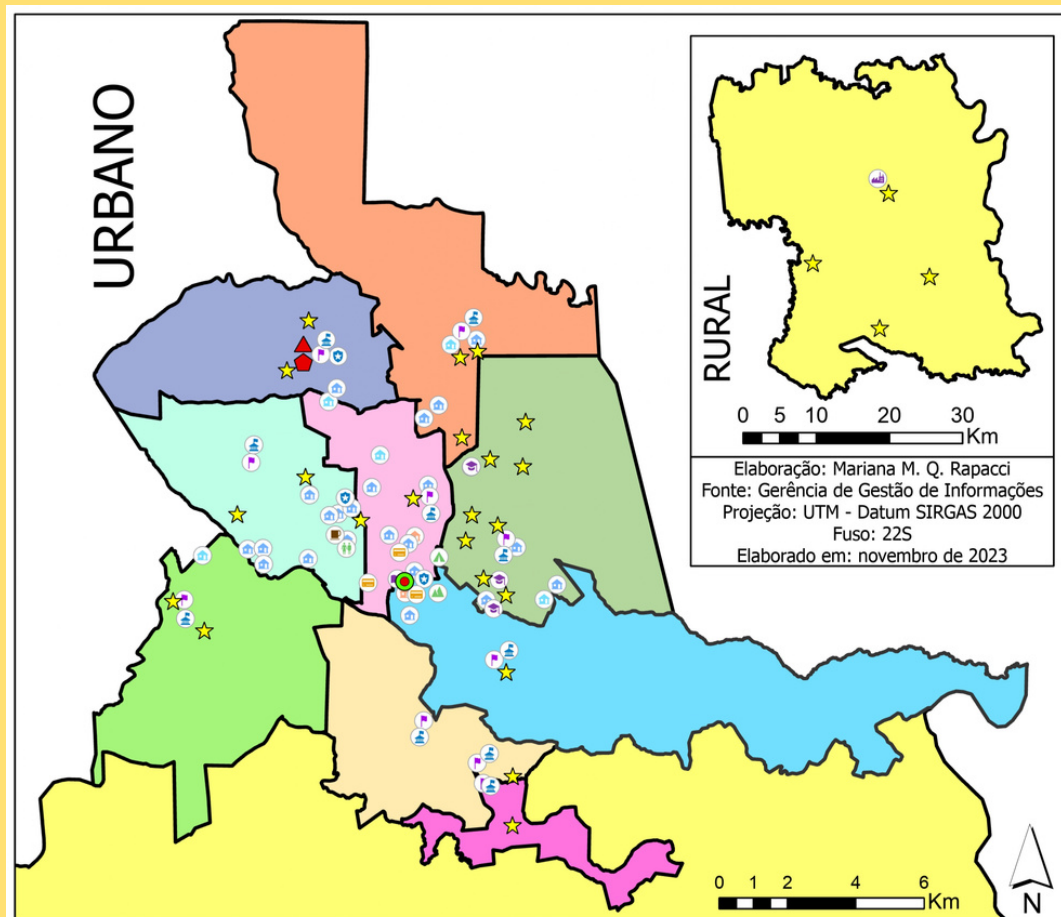 URBANO
RURAL
0 5 10 20 30
Km
Elaboração: Mariana M. Q. Rapacci
Fonte: Gerência de Gestão de Informações
Projeção: UTM - Datum SIRGAS 2000
Fuso: 22S
Elaborado em: novembro de 2023
0 1 2 4 6
Km
N